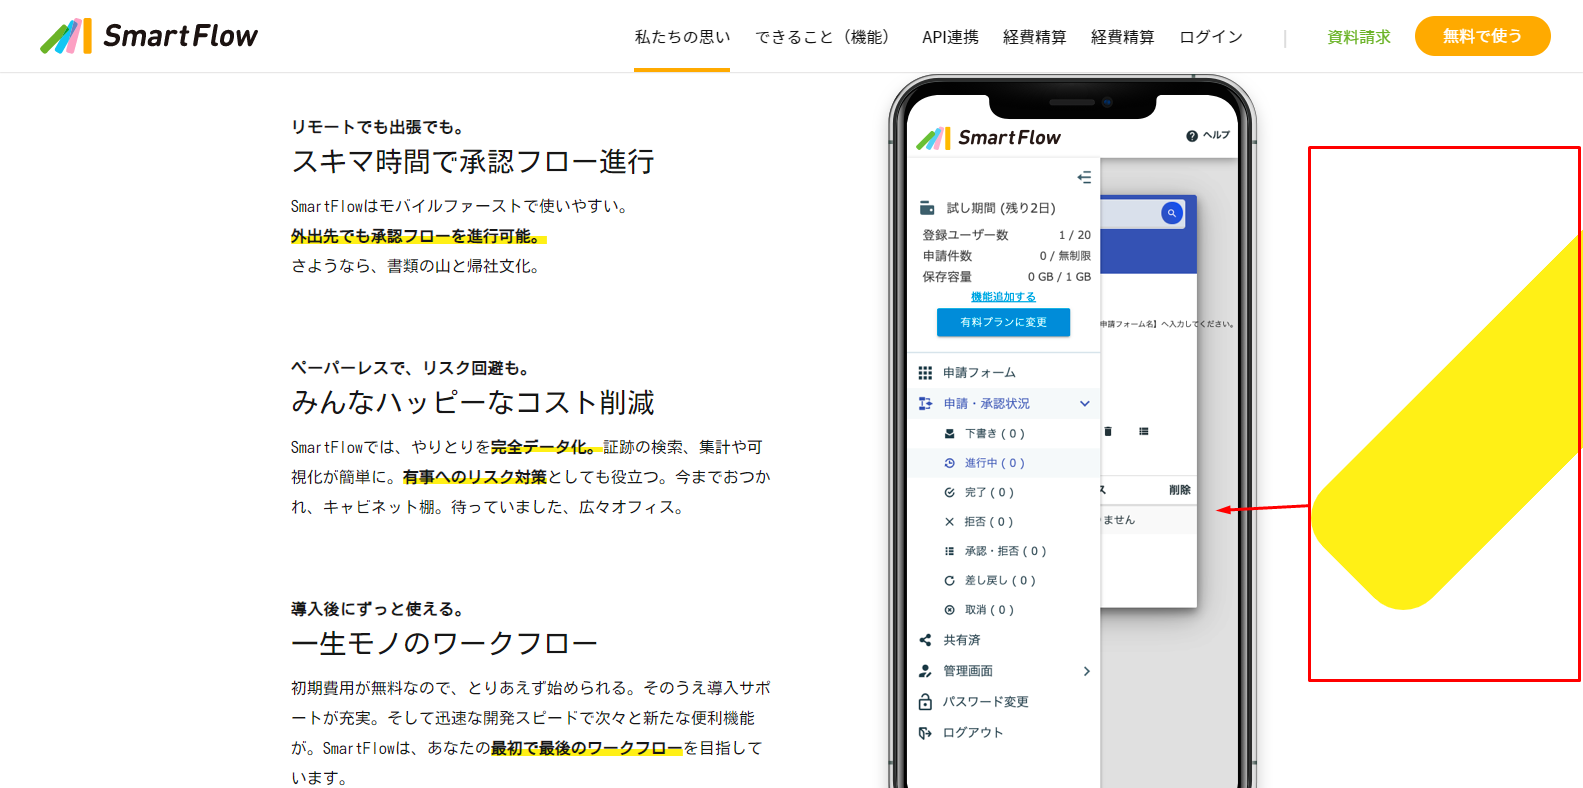 SmartFlow
私たちの思い
できること（機能）
API連携
経費精算
経費精算
ログイン
資料請求
無料で使う
リモートでも出張でも。
スキマ時間で承認フロー進行
SmartFlowはモバイルファーストで使いやすい。
外出先でも承認フローを進行可能。
さようなら、書類の山と帰社文化。
ペーパーレスで、リスク回避も。
みんなハッピーなコスト削減
SmartFlowでは、やりとりを完全データ化。証跡の検索、集計や可
視化が簡単に。有事へのリスク対策としても役立つ。今までおつか
れ、キャビネット棚。待っていました、広々オフィス。
導入後にずっと使える。
一生モノのワークフロー
初期費用が無料なので、とりあえず始められる。そのうえ導入サポ
ートが充実。そして迅速な開発スピードで次々と新たな便利機能
が。SmartFlowは、あなたの最初で最後のワークフローを目指して
います。
SmartFlow
ヘルプ
試し期間 (残り2日)
登録ユーザー数 1 / 20
申請件数 0 / 無制限
保存容量 0 GB / 1 GB
機能追加する
有料プランに変更
申請フォーム名】へ入力してください。
申請フォーム
申請・承認状況
下書き ( 0 )
進行中 ( 0 )
完了 ( 0 )
拒否 ( 0 )
承認・拒否 ( 0 )
差し戻し ( 0 )
取消 ( 0 )
共有済
管理画面
パスワード変更
ログアウト
ス 削除
ません